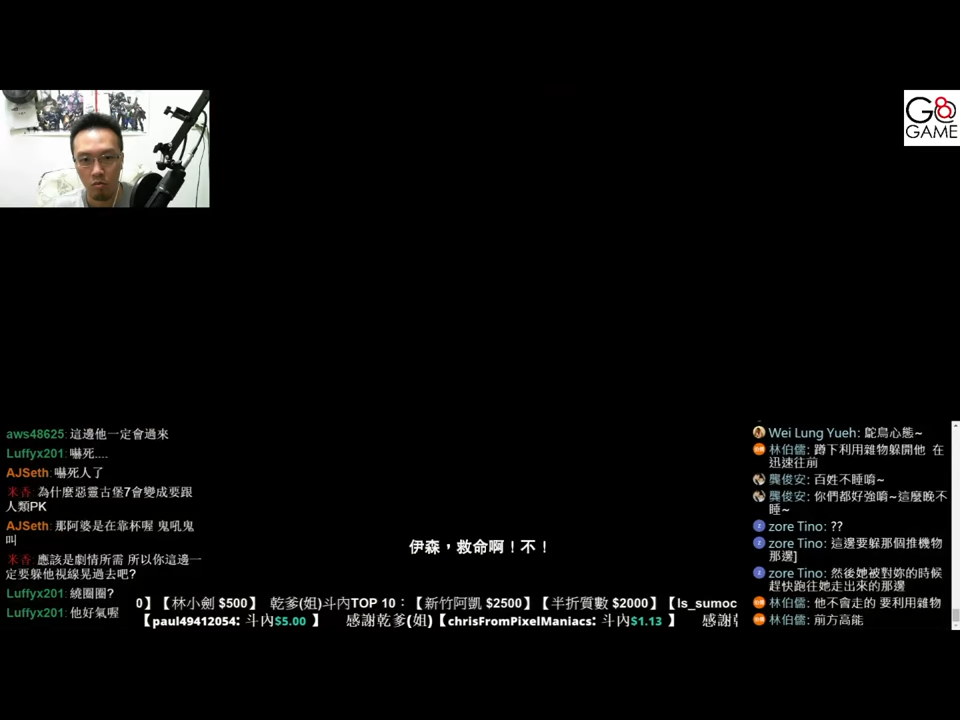 G8
GAME
aws48625: 這邊他一定會過來
Luffyx201: 嚇死....
AJSeth: 嚇死人了
米香: 為什麼惡靈古堡7會變成要跟
人類PK
AJSeth: 那阿婆是在靠杯喔 鬼吼鬼
叫
米香: 應該是劇情所需 所以你這邊一
定要躲他視線晃過去吧?
Luffyx201: 繞圈圈?
Luffyx201: 他好氣喔
伊森，救命啊！不！
0】【林小劍 $500】 乾爹(姐)斗內TOP 10：【新竹阿凱 $2500】【半折質數 $2000】【ls_sumoc
【paul49412054: 斗內$5.00 】 感謝乾爹(姐)【chrisFromPixelManiacs: 斗內$1.13 】 感謝
Wei Lung Yueh: 鴕鳥心態~
林伯儒: 蹲下利用雜物躲開他 在
迅速往前
龔俊安: 百姓不睡唷~
龔俊安: 你們都好強唷~這麼晚不
睡~
zore Tino: ??
zore Tino: 這邊要躲那個推機物
那邊]
zore Tino: 然後她被對妳的時候
趕快跑往她走出來的那邊
林伯儒: 他不會走的 要利用雜物
林伯儒: 前方高能